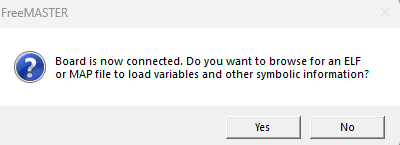 FreeMASTER
Board is now connected. Do you want to browse for an ELF
or MAP file to load variables and other symbolic information?
Yes
No